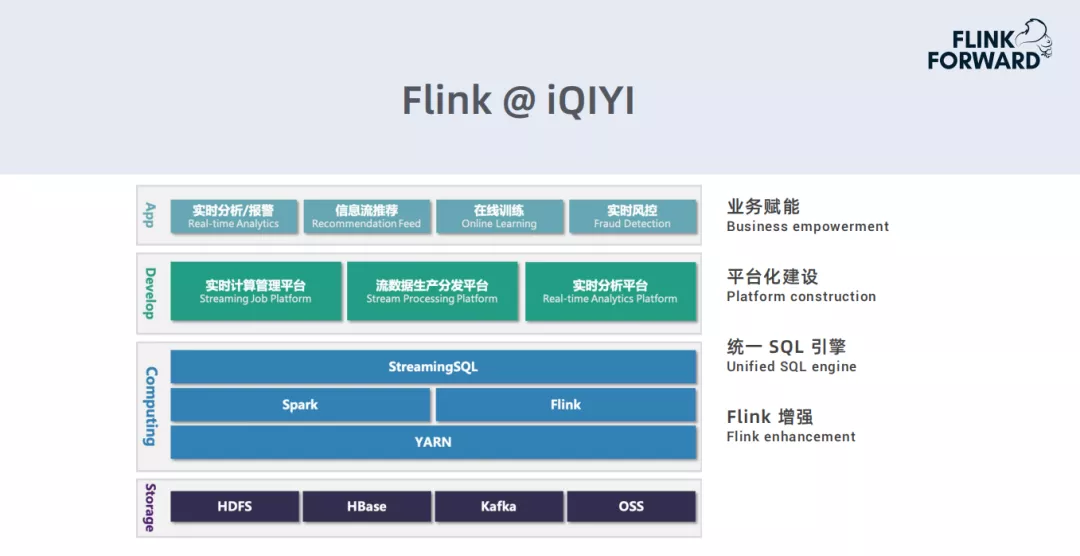 FLINK
FORWARD
Flink @ iQIYI
App
实时分析/报警
Real-time Analytics
信息流推荐
Recommendation Feed
在线训练
Online Learning
实时风控
Fraud Detection
Develop
实时计算管理平台
Streaming Job Platform
流数据生产分发平台
Stream Processing Platform
实时分析平台
Real-time Analytics Platform
Computing
StreamingSQL
Spark
Flink
YARN
Storage
HDFS
HBase
Kafka
OSS
业务赋能
Business empowerment
平台化建设
Platform construction
统一 SQL 引擎
Unified SQL engine
Flink 增强
Flink enhancement